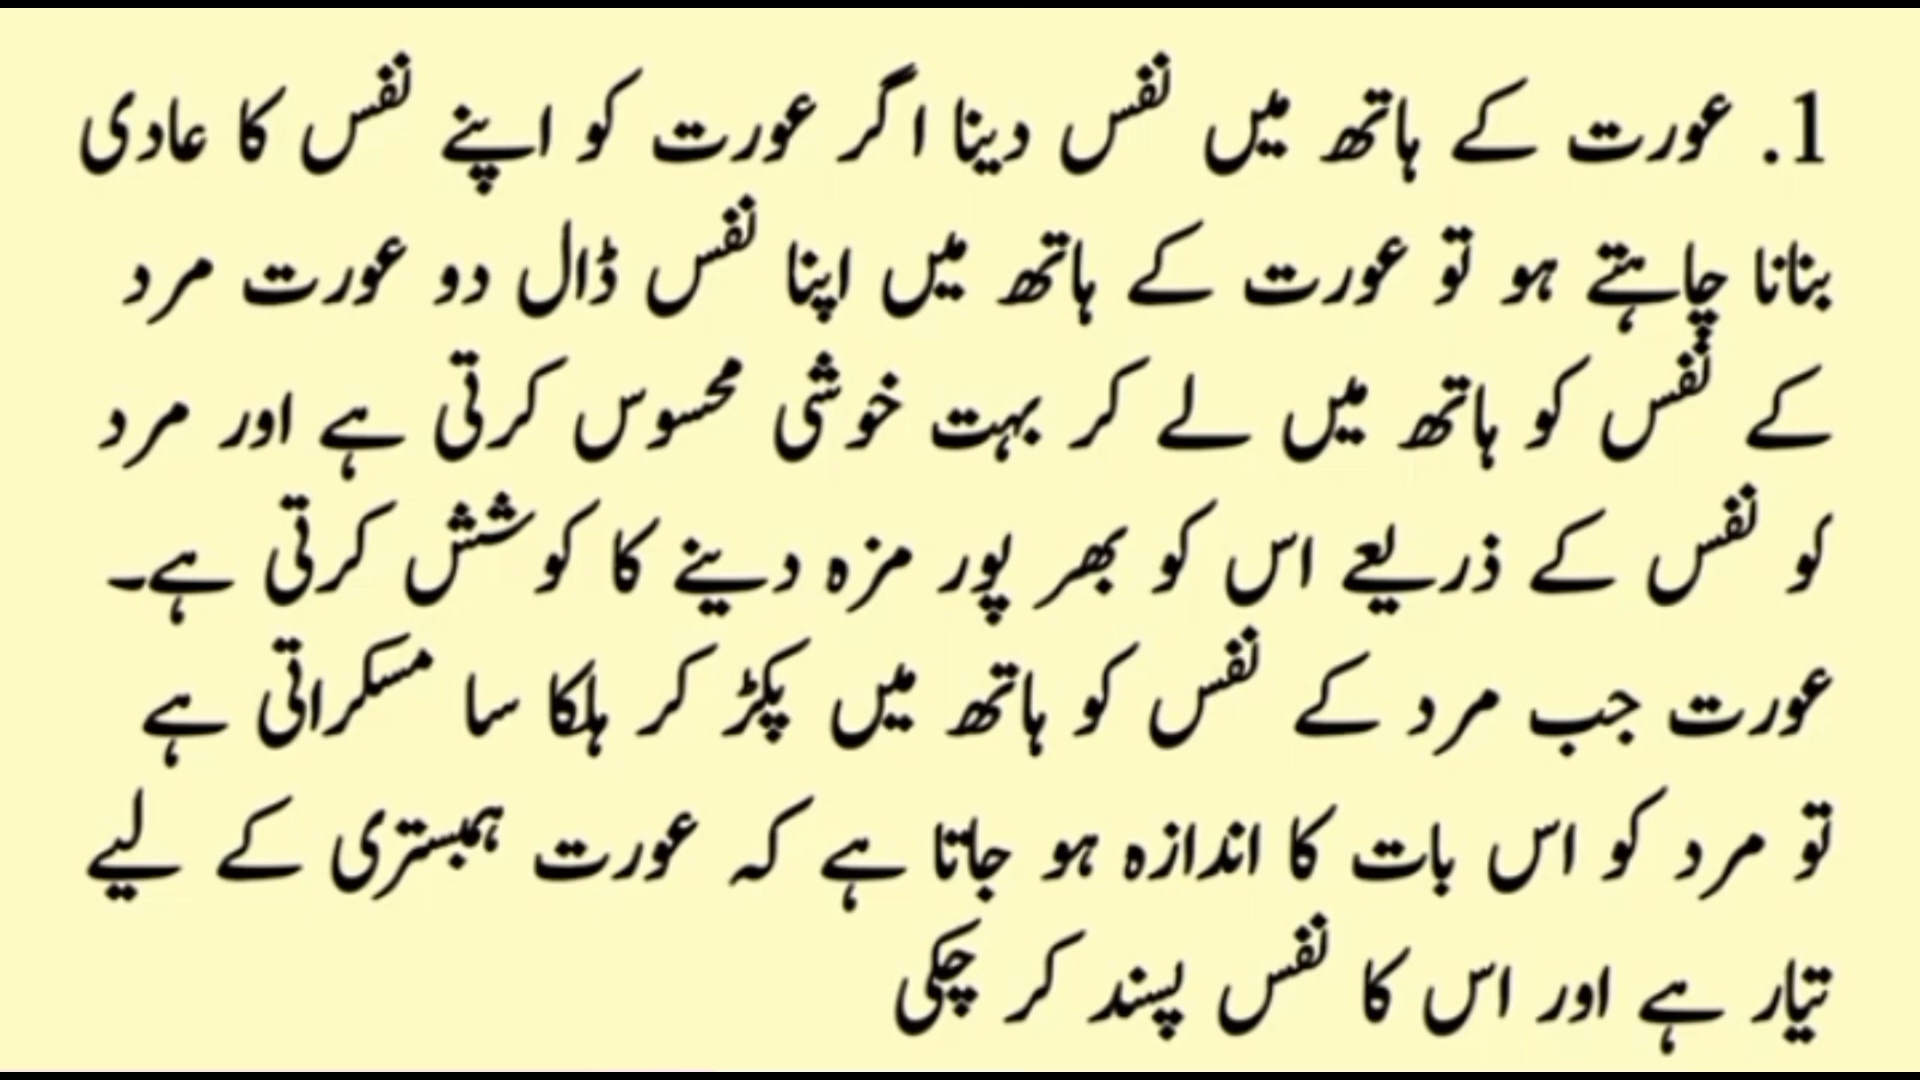 1. عورت کے ہاتھ میں نفس دینا اگر عورت کو اپنے نفس کا عادی
بنانا چاہتے ہو تو عورت کے ہاتھ میں اپنا نفس ڈال دو عورت مرد
کے نفس کو ہاتھ میں لے کر بہت خوشی محسوس کرتی ہے اور مرد
کو نفس کے ذریعے اس کو بھر پور مزہ دینے کا کوشش کرتی ہے۔
عورت جب مرد کے نفس کو ہاتھ میں پکڑ کر ہلکا سا مسکراتی ہے
تو مرد کو اس بات کا اندازہ ہو جاتا ہے کہ عورت ہمبستری کے لیے
تیار ہے اور اس کا نفس پسند کر چکی